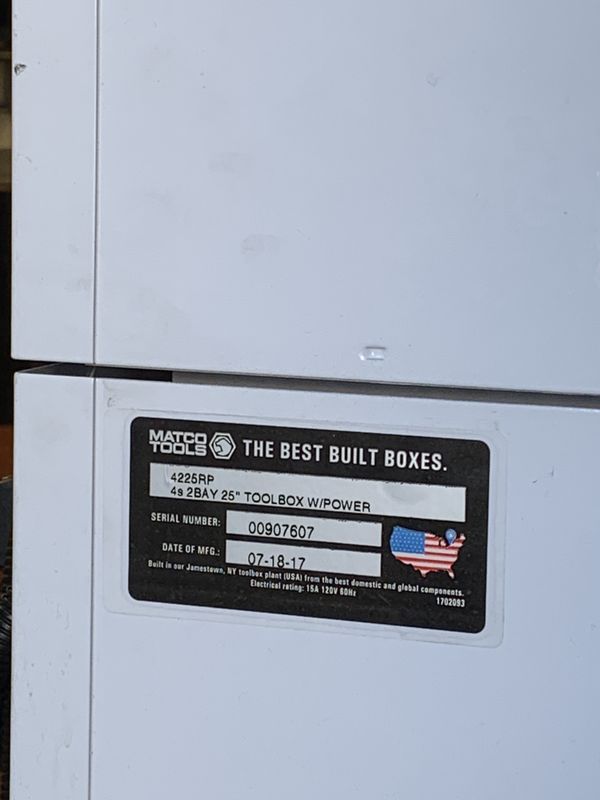 MATCO TOOLS THE BEST BUILT BOXES.
4225RP
4s 2BAY 25" TOOLBOX W/POWER
SERIAL NUMBER: 00907607
DATE OF MFG.: 07-18-17
Built in our Jamestown, NY toolbox plant (USA) from the best domestic and global components.
Electrical rating: 15A 120V 60Hz
1702093